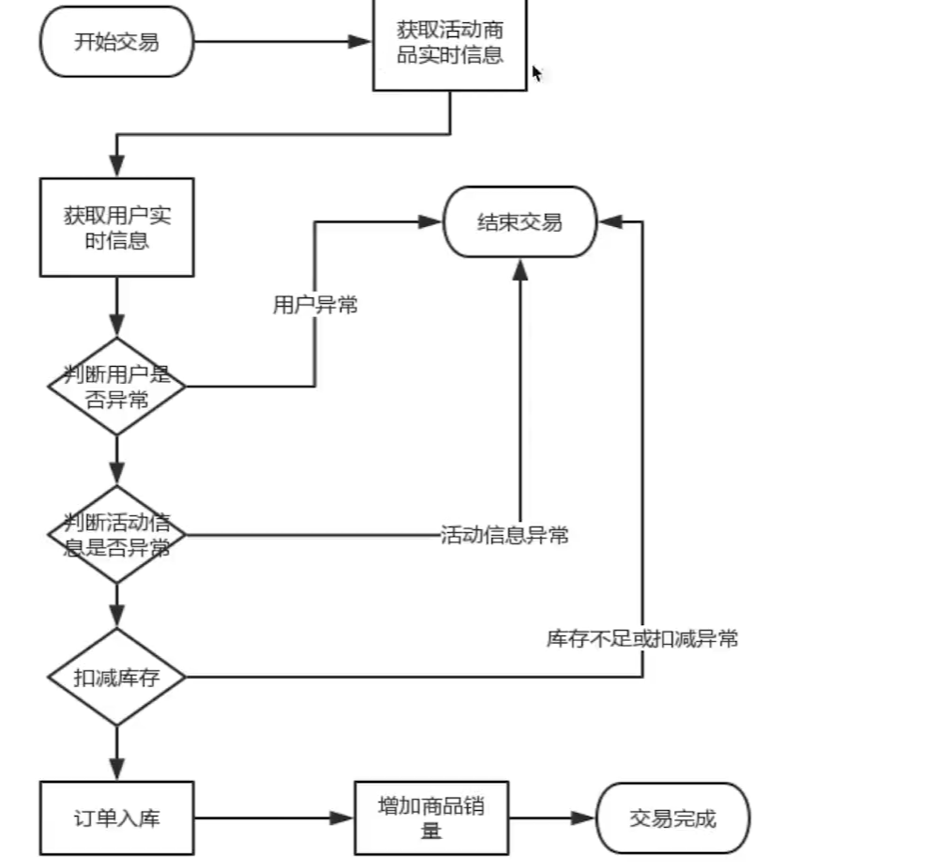 开始交易
获取活动商
品实时信息
获取用户实
时信息
结束交易
用户异常
判断用户是
否异常
判断活动信
息是否异常
活动信息异常
库存不足或扣减异常
扣减库存
订单入库
增加商品销
量
交易完成